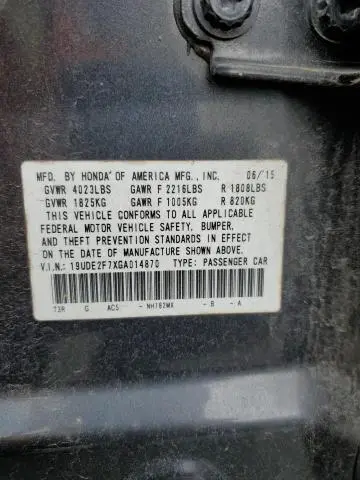 MFD. BY HONDA OF AMERICA MFG., INC. 06/15
GVWR 4023LBS GAWR F 2216LBS R 1808LBS
GVWR 1825KG GAWR F 1005KG R 820KG
THIS VEHICLE CONFORMS TO ALL APPLICABLE
FEDERAL MOTOR VEHICLE SAFETY, BUMPER,
AND THEFT PREVENTION STANDARDS IN EFFECT
ON THE DATE OF MANUFACTURE SHOWN ABOVE.
V.I.N.: 19UDE2F7XGA014870 TYPE: PASSENGER CAR
T3R G AC5 - NH782MX - B - A